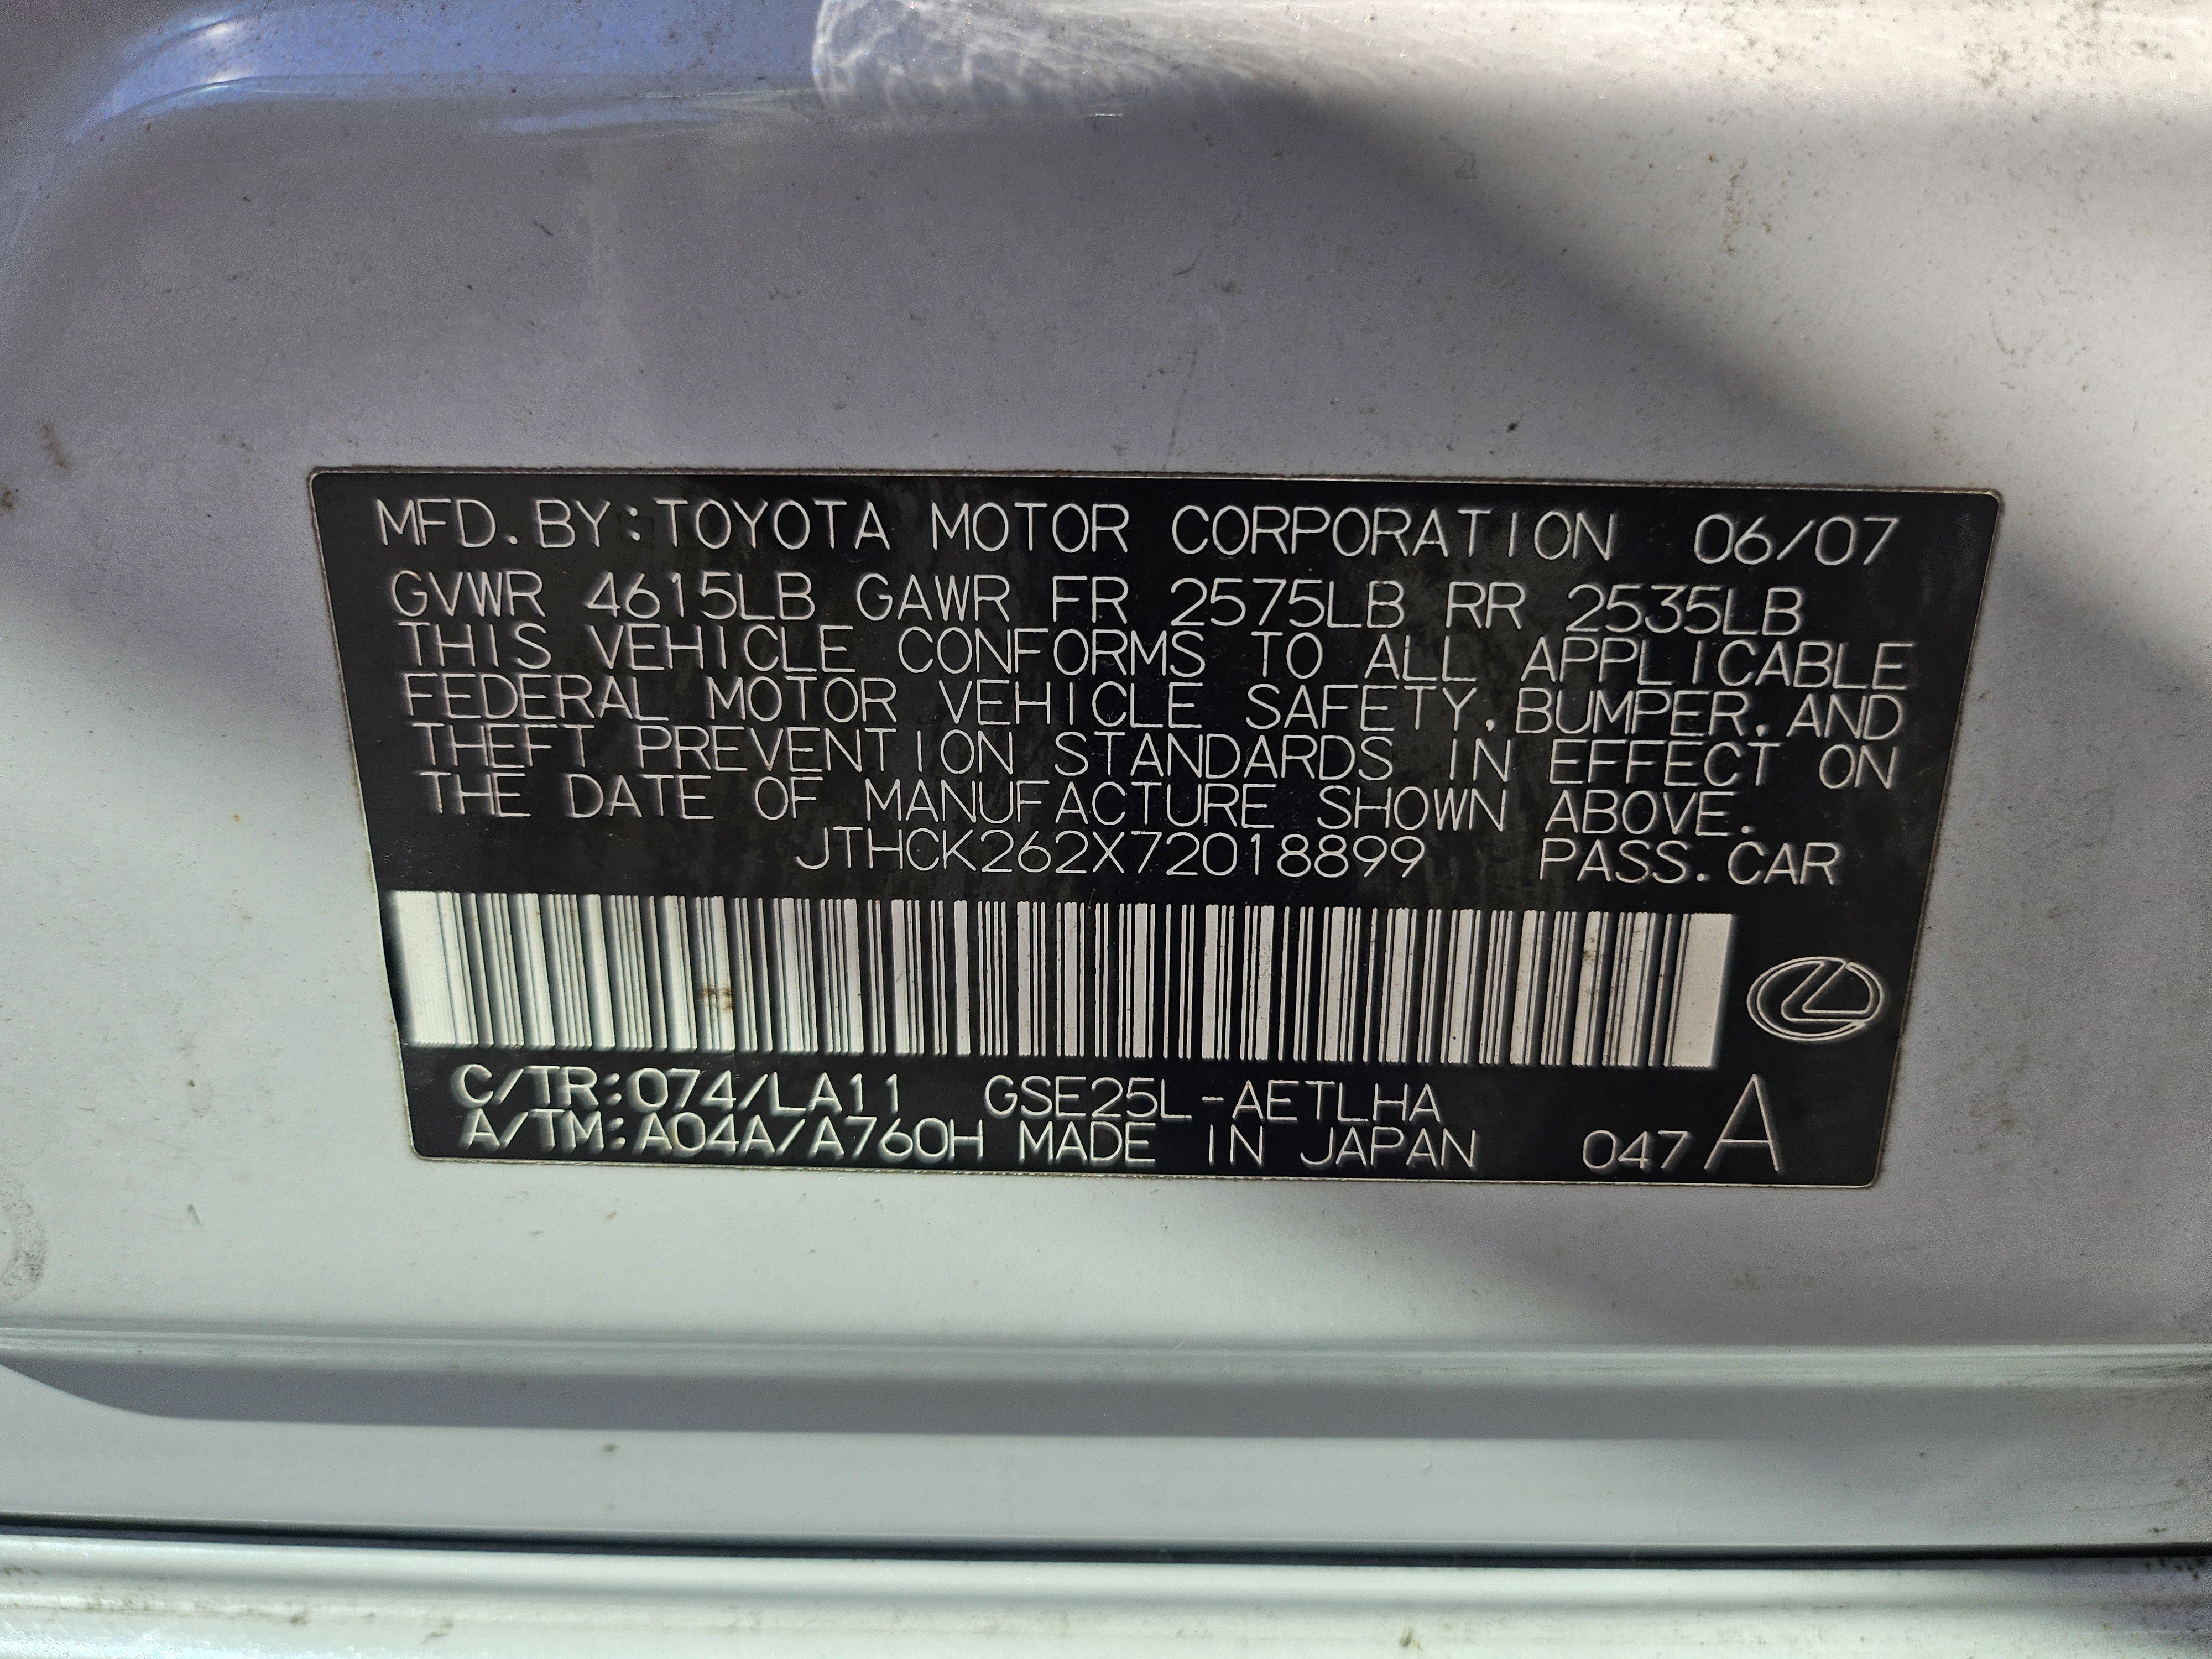 MFD. BY:TOYOTA MOTOR CORPORATION 06/07
GVWR 4615LB GAWR FR 2575LB RR 2535LB
THIS VEHICLE CONFORMS TO ALL APPLICABLE
FEDERAL MOTOR VEHICLE SAFETY, BUMPER, AND
THEFT PREVENTION STANDARDS IN EFFECT ON
THE DATE OF MANUFACTURE SHOWN ABOVE.
JTHCK262X72018899 PASS. CAR
C/TR:074/LA11 GSE25L-AETLHA
A/TM:A04A/A760H MADE IN JAPAN 047 A